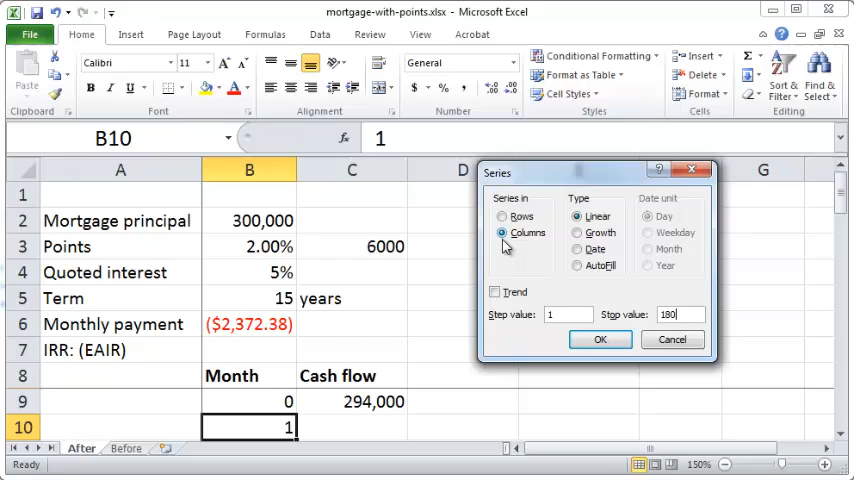 mortgage-with-points.xlsx - Microsoft Excel
File Home Insert Page Layout Formulas Data Review View Acrobat
Paste
Calibri 11 A A
B I U A
General
$ % , .00
Conditional Formatting
Format as Table
Cell Styles
Insert
Delete
Format
Σ
Sort & Filter
Find & Select
Clipboard Font Alignment Number Styles Cells Editing
B10 fx 1
A B C D E F G
1
2 Mortgage principal 300,000
3 Points 2.00% 6000
4 Quoted interest 5%
5 Term 15 years
6 Monthly payment ($2,372.38)
7 IRR: (EAIR)
8 Month Cash flow
9 0 294,000
10 1
Series
Series in Type Date unit
Rows Linear Day
Columns Growth Weekday
Date Month
AutoFill Year
Trend
Step value: 1 Stop value: 180
OK Cancel
After Before
Ready 150%